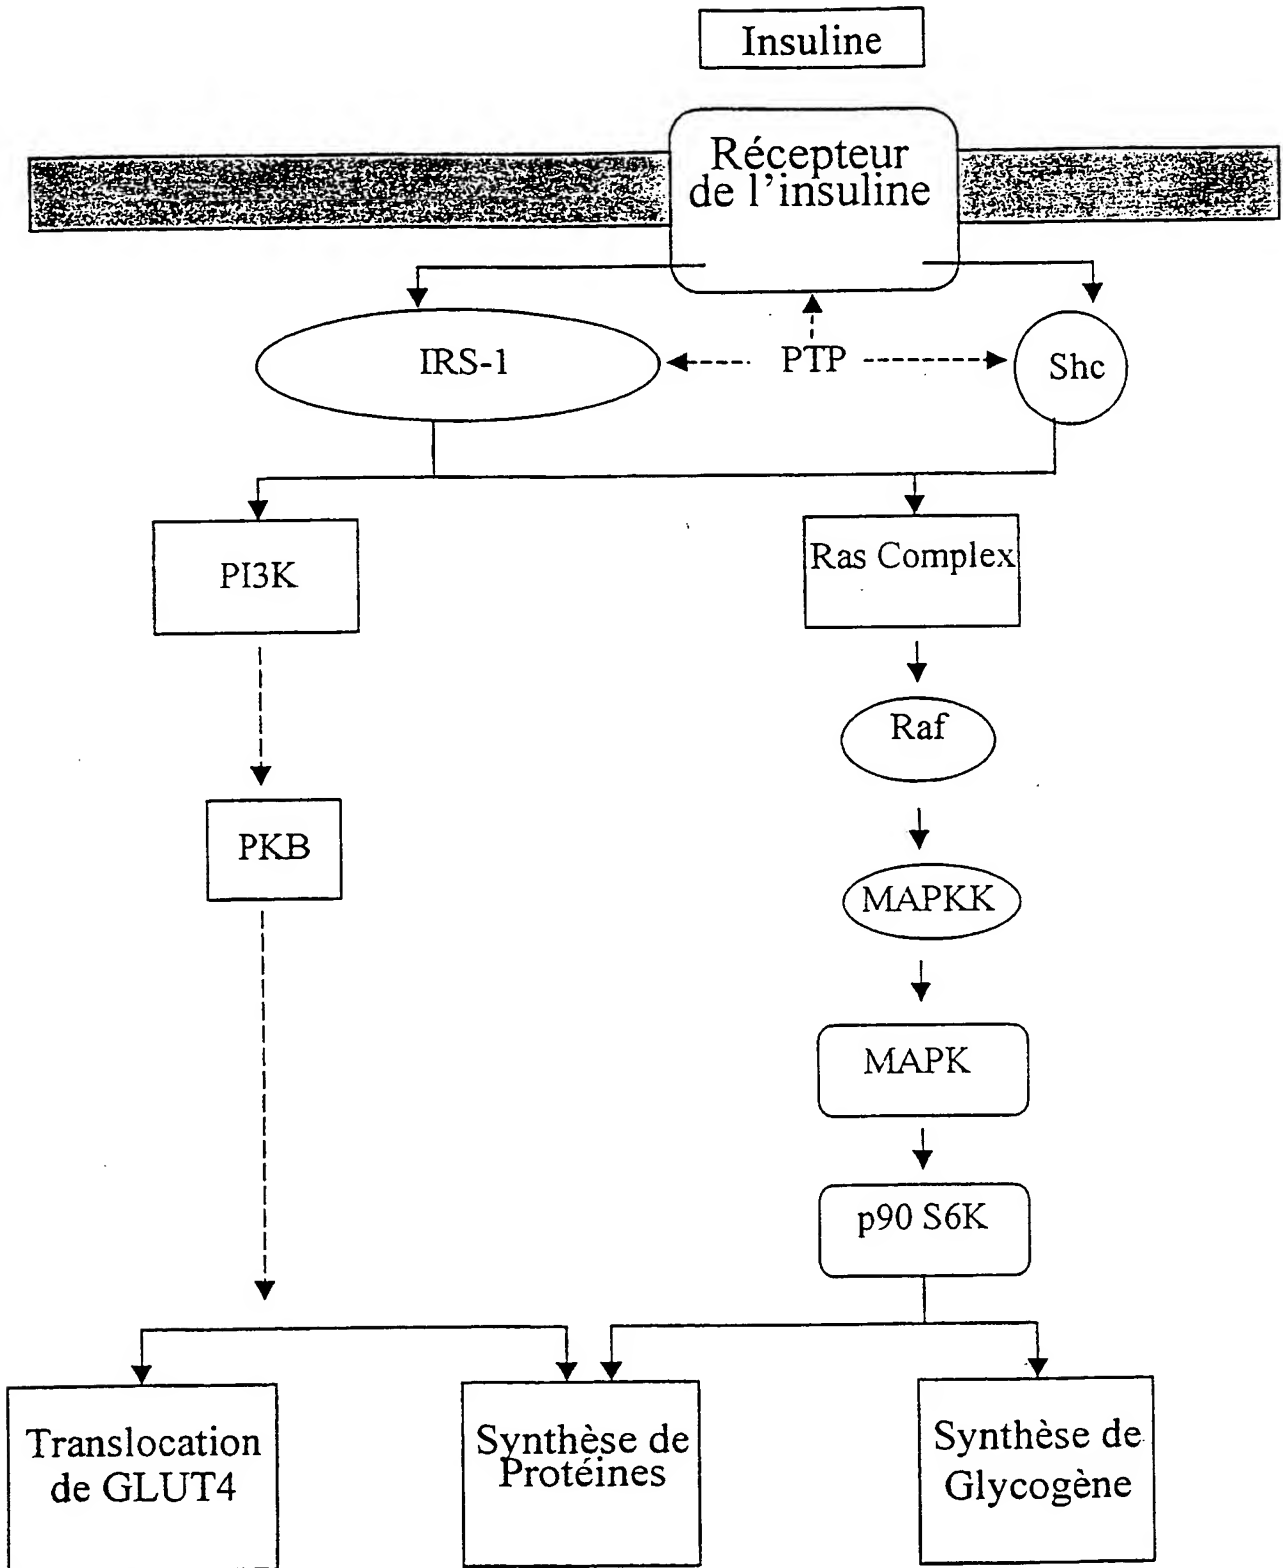 Insuline
Récepteur
de l'insuline
IRS-1
PTP
Shc
PI3K
Ras Complex
Raf
PKB
MAPKK
MAPK
p90 S6K
Translocation
de GLUT4
Synthèse de
Protéines
Synthèse de
Glycogène